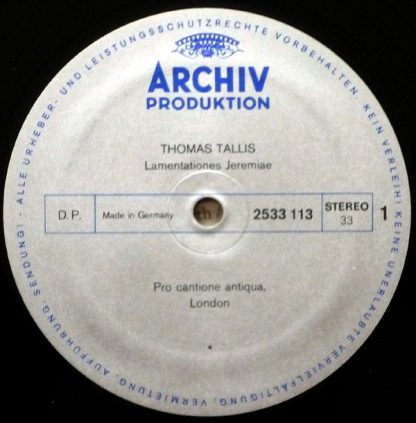 ALLE URHEBER- UND LEISTUNGSSCHUTZRECHTE VORBEHALTEN. KEIN VERLEIH! KEINE UNERLAUBTE VERVIELFÄLTIGUNG, VERMIETUNG, AUFFÜHRUNG, SENDUNG!
ARCHIV
PRODUKTION
THOMAS TALLIS
Lamentationes Jeremiae
D.P. Made in Germany 2533 113 STEREO 33 1
Pro cantione antiqua,
London